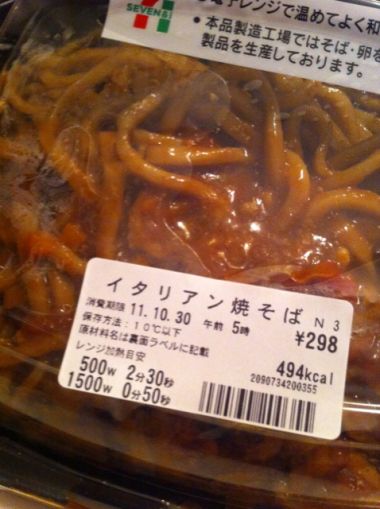 7
SEVEN
レンジで温めてよく和
•本品製造工場ではそば・卵を
製品を生産しております。
イタリアン焼そば N3
消費期限 11.10.30 午前 5時
¥298
保存方法:10℃以下
原材料名は裏面ラベルに記載
レンジ加熱目安
494kcal
500W 2分30秒
1500W 0分50秒
2090734200355